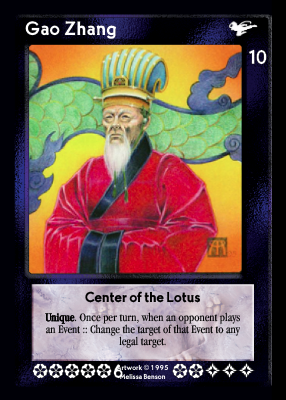 Gao Zhang
10
Center of the Lotus
Unique. Once per turn, when an opponent plays
an Event :: Change the target of that Event to any
legal target.
Artwork © 1995
Melissa Benson